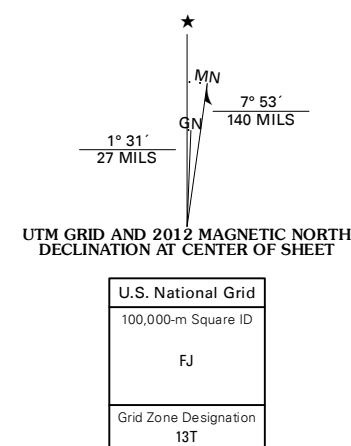 ★
MN
7° 53´
140 MILS
GN
1° 31´
27 MILS
UTM GRID AND 2012 MAGNETIC NORTH
DECLINATION AT CENTER OF SHEET
U.S. National Grid
100,000-m Square ID
FJ
Grid Zone Designation
13T